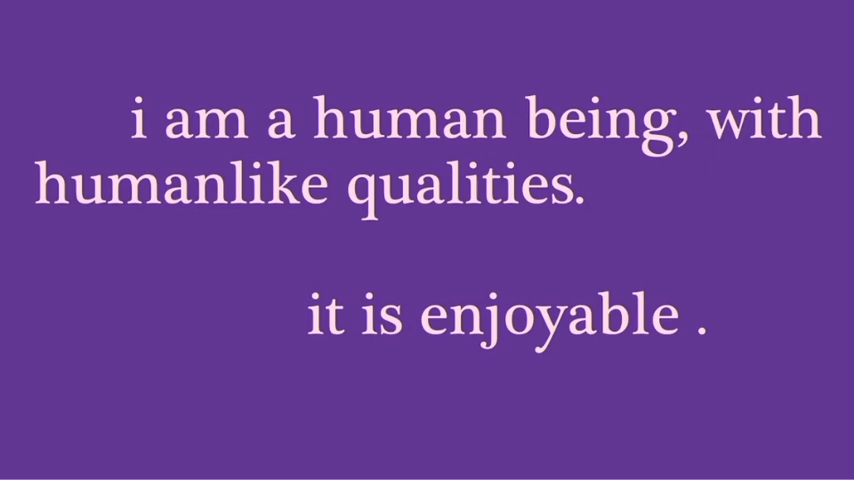 i am a human being, with
humanlike qualities.
it is enjoyable .